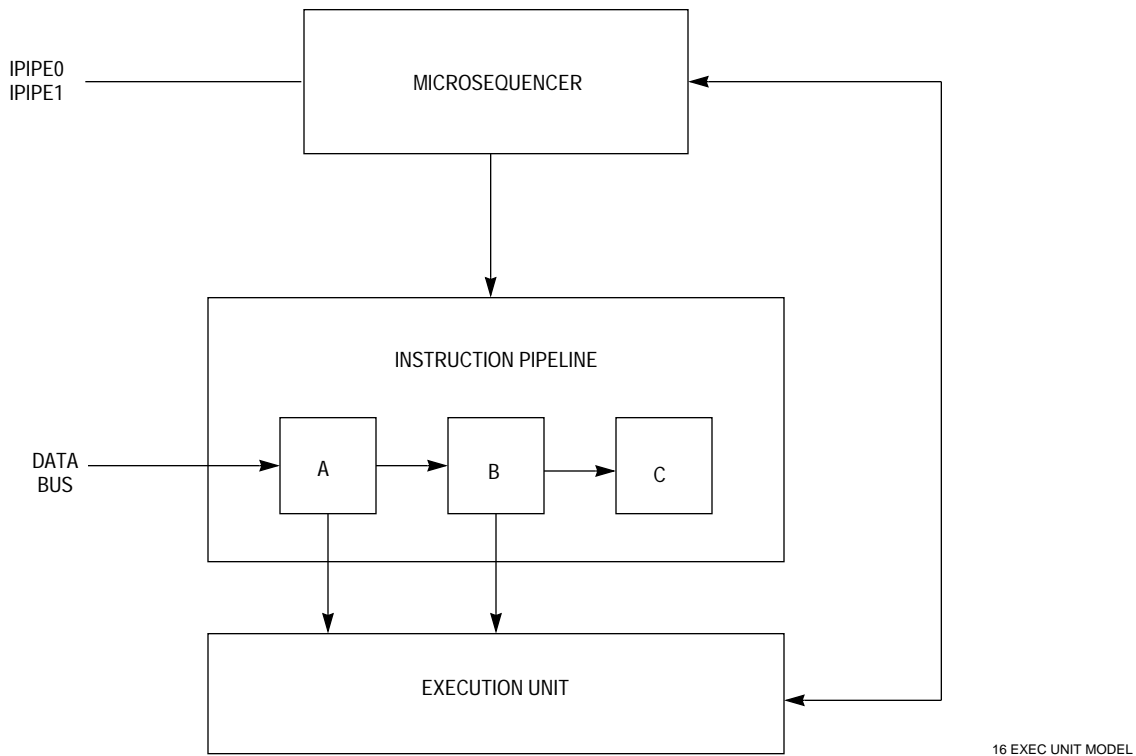 IPIPE0
IPIPE1
MICROSEQUENCER
INSTRUCTION PIPELINE
DATA
BUS
A
B
C
EXECUTION UNIT
16 EXEC UNIT MODEL